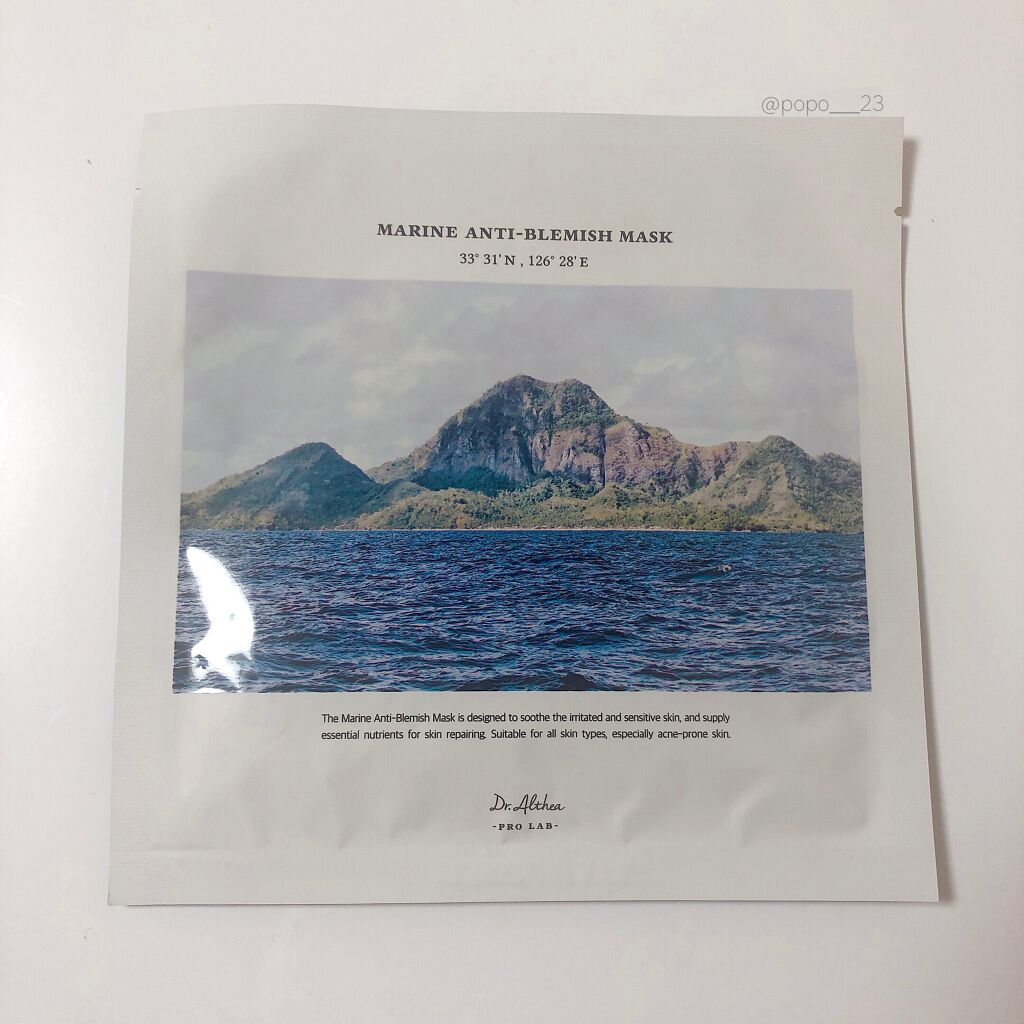 @popo___23
MARINE ANTI-BLEMISH MASK
33° 31' N , 126° 28' E
The Marine Anti-Blemish Mask is designed to soothe the irritated and sensitive skin, and supply
essential nutrients for skin repairing. Suitable for all skin types, especially acne-prone skin.
Dr. Althea
-PRO LAB-